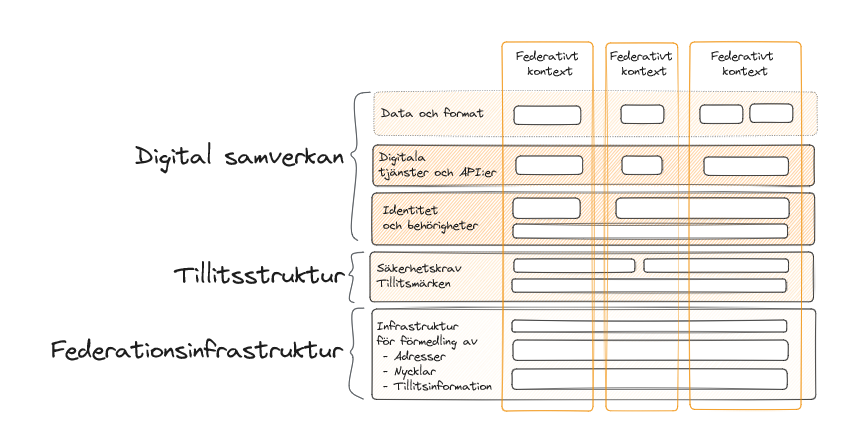 Federativt
kontext
Federativt
kontext
Federativt
kontext
Digital samverkan
Data och format
Digitala
tjänster och API:er
Identitet
och behörigheter
Tillitsstruktur
Säkerhetskrav
Tillitsmärken
Federationsinfrastruktur
Infrastruktur
för förmedling av
- Adresser
- Nycklar
- Tillitsinformation